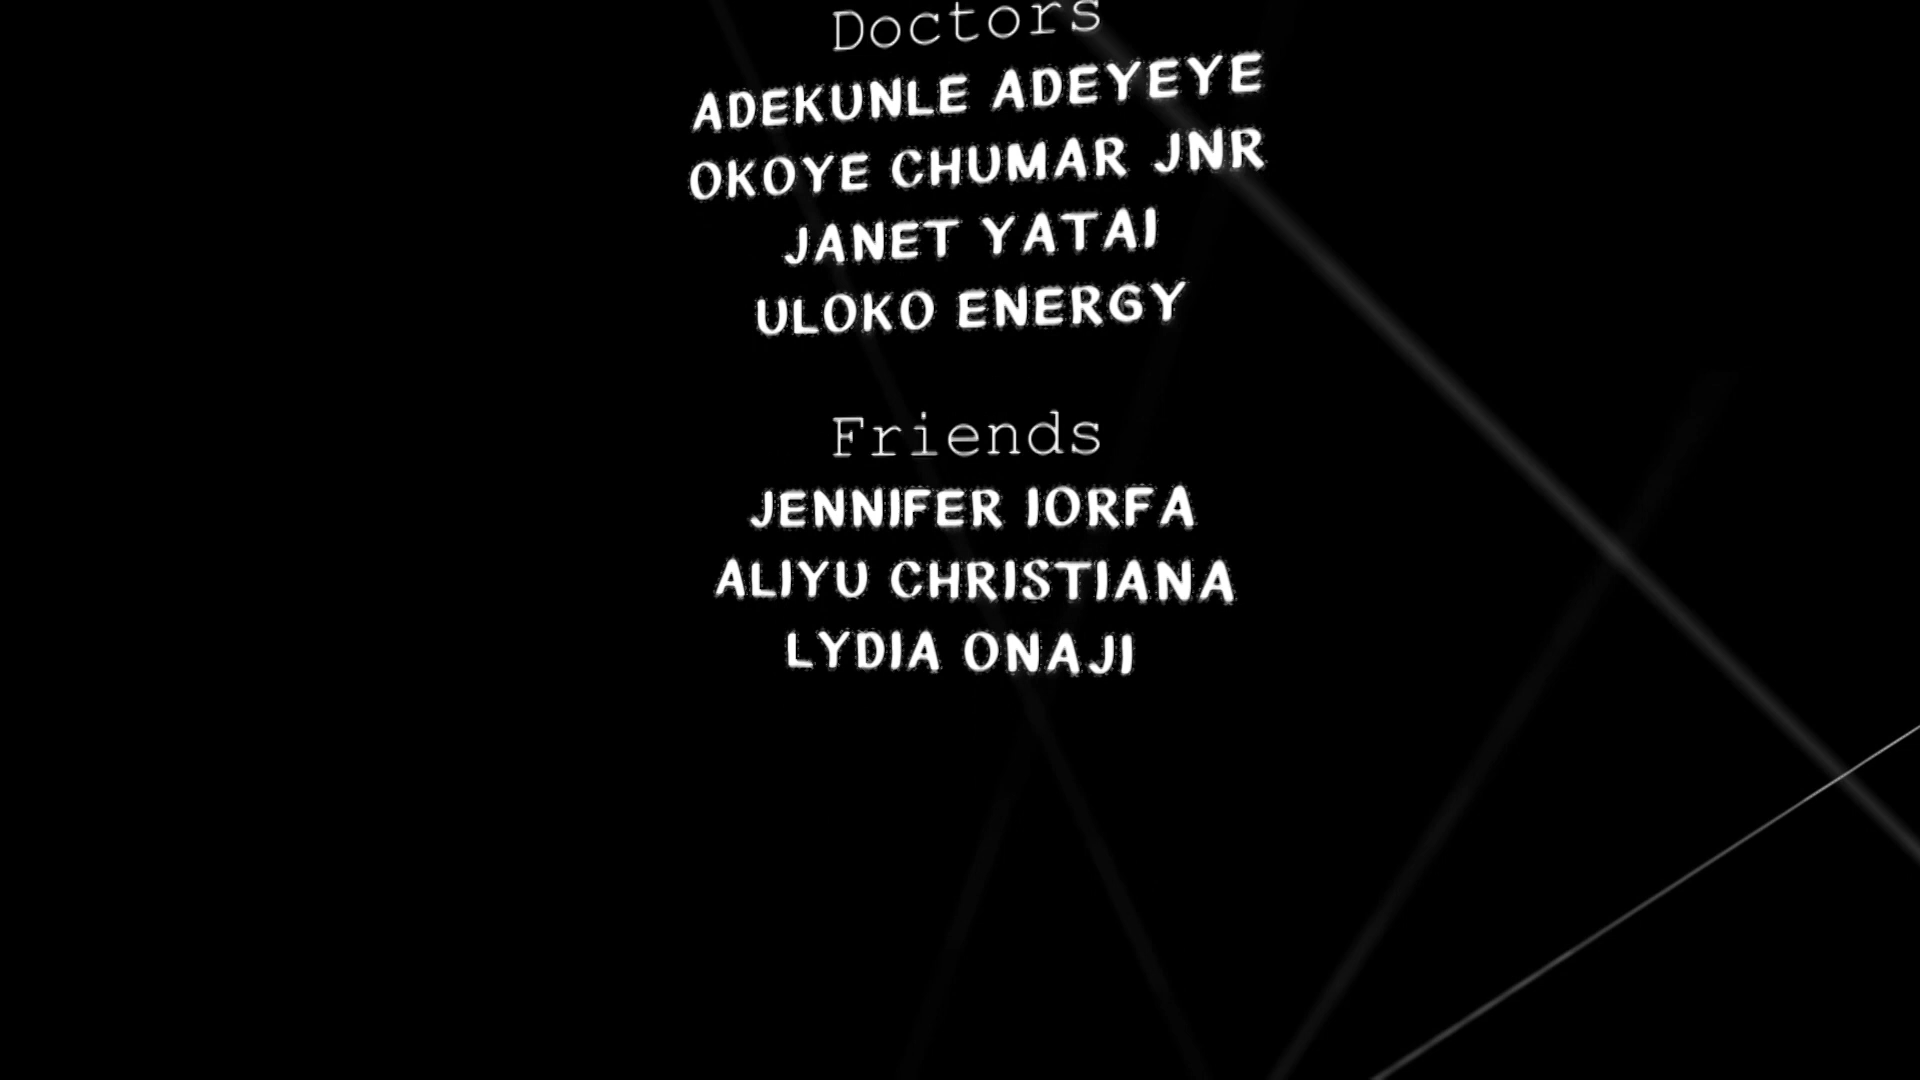 Doctors
ADEKUNLE ADEYEYE
OKOYE CHUMAR JNR
JANET YATAI
ULOKO ENERGY
Friends
JENNIFER IORFA
ALIYU CHRISTIANA
LYDIA ONAJI